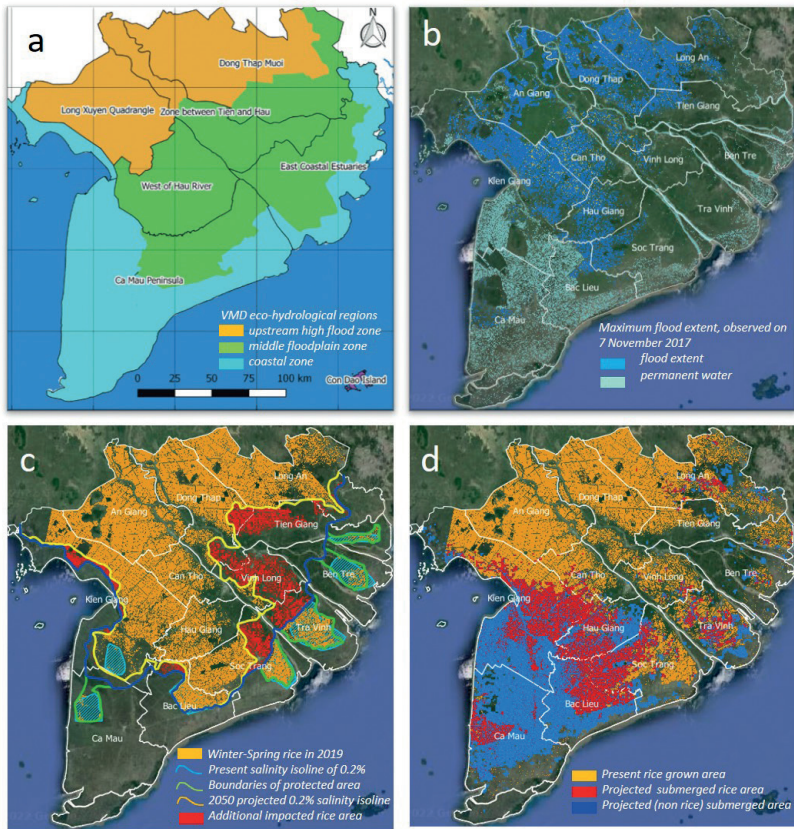 a
Dong Thap Muoi
Long Xuyen Quadrangle
Zone between Tien and Hau
East Coastal Estuaries
West of Hau River
Ca Mau Peninsula
VMD eco-hydrological regions
upstream high flood zone
middle floodplain zone
coastal zone
0 25 50 75 100 km
Con Dao Island
b
Long An
Dong Thap
An Giang
Tien Giang
Ben Tre
Can Tho
Vinh Long
Kien Giang
Tra Vinh
Hau Giang
Soc Trang
Bac Lieu
Ca Mau
Maximum flood extent, observed on
7 November 2017
flood extent
permanent water
c
Long An
Dong Thap
An Giang
Tien Giang
Ben Tre
Can Tho
Vinh Long
Kien Giang
Hau Giang
Tra Vinh
Soc Trang
Bac Lieu
Ca Mau
Winter-Spring rice in 2019
Present salinity isoline of 0.2%
Boundaries of protected area
2050 projected 0.2% salinity isoline
Additional impacted rice area
d
Long An
Dong Thap
An Giang
Tien Giang
Ben Tre
Can Tho
Vinh Long
Kien Giang
Hau Giang
Tra Vinh
Soc Trang
Bac Lieu
Ca Mau
Present rice grown area
Projected submerged rice area
Projected (non rice) submerged area